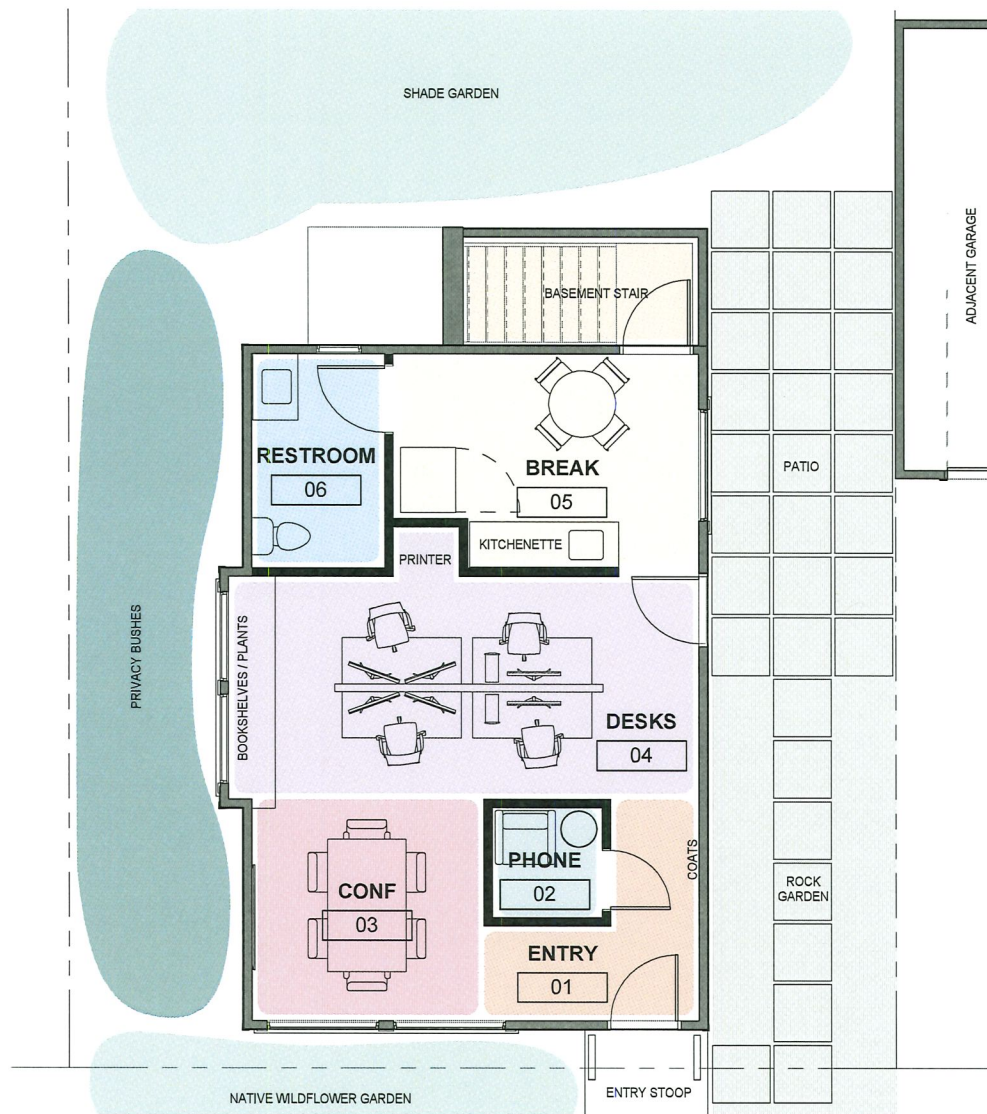 SHADE GARDEN
ADJACENT GARAGE
BASEMENT STAIR
RESTROOM
06
BREAK
05
PATIO
KITCHENETTE
PRINTER
PRIVACY BUSHES
BOOKSHELVES / PLANTS
DESKS
04
PHONE
02
COATS
CONF
03
ROCK
GARDEN
ENTRY
01
NATIVE WILDFLOWER GARDEN
ENTRY STOOP